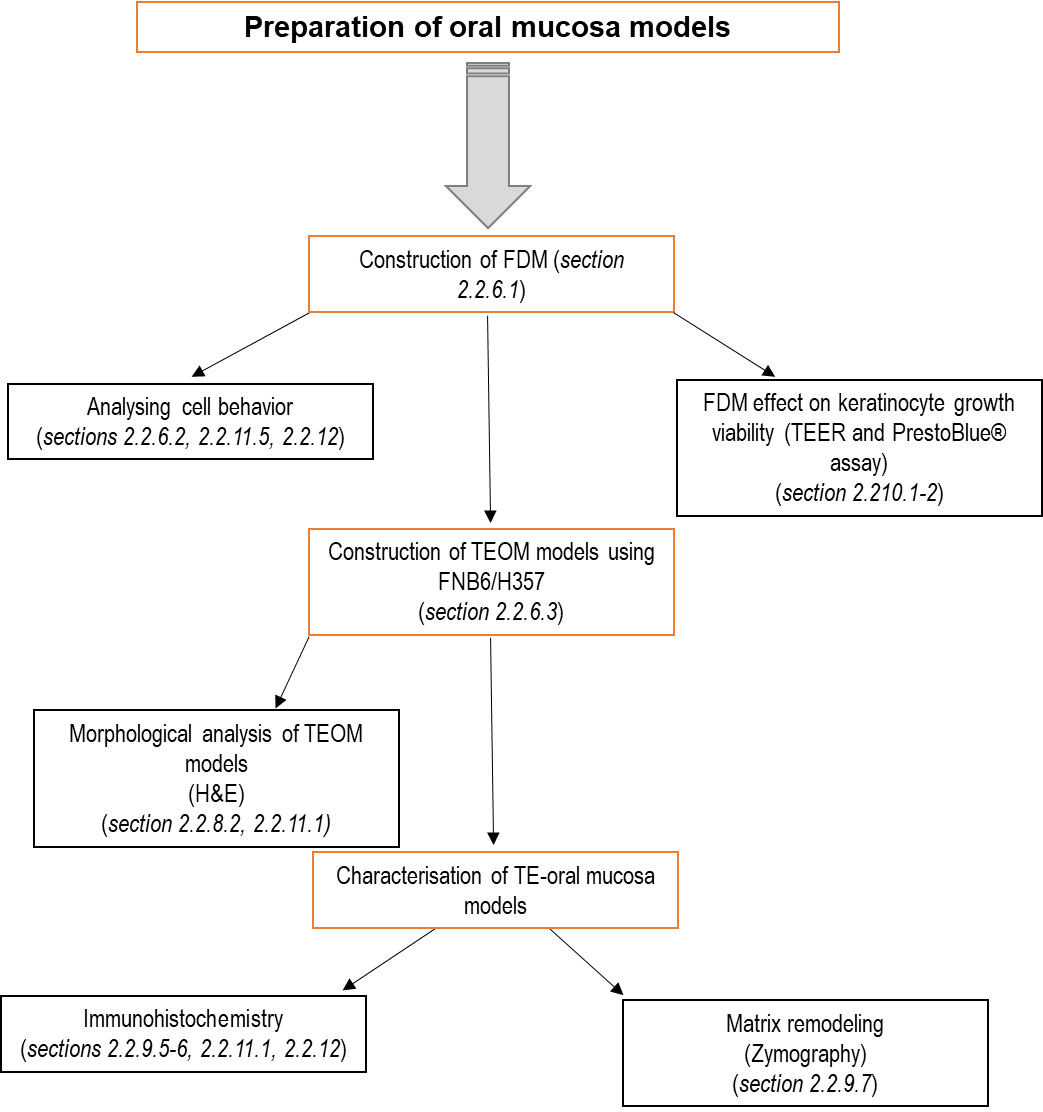 Preparation of oral mucosa models
Construction of FDM (section
2.2.6.1)
Analysing cell behavior
(sections 2.2.6.2, 2.2.11.5, 2.2.12)
FDM effect on keratinocyte growth
viability (TEER and PrestoBlue®
assay)
(section 2.210.1-2)
Construction of TEOM models using
FNB6/H357
(section 2.2.6.3)
Morphological analysis of TEOM
models
(H&E)
(section 2.2.8.2, 2.2.11.1)
Characterisation of TE-oral mucosa
models
Immunohistochemistry
(sections 2.2.9.5-6, 2.2.11.1, 2.2.12)
Matrix remodeling
(Zymography)
(section 2.2.9.7)